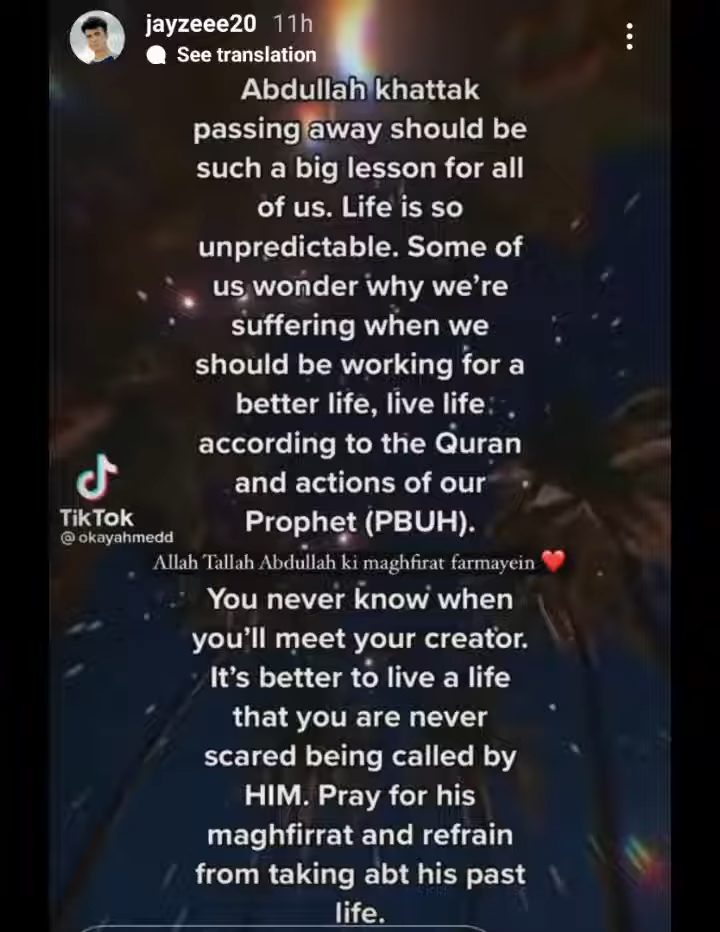 jayzeee20 11h
See translation
Abdullah khattak
passing away should be
such a big lesson for all
of us. Life is so
unpredictable. Some of
us wonder why we're
suffering when we
should be working for a
better life, live life
according to the Quran
and actions of our
Prophet (PBUH).
TikTok
@okayahmedd
Allah Tallah Abdullah ki maghfirat farmayein ❤️
You never know when
you'll meet your creator.
It's better to live a life
that you are never
scared being called by
HIM. Pray for his
maghfirrat and refrain
from taking abt his past
life.